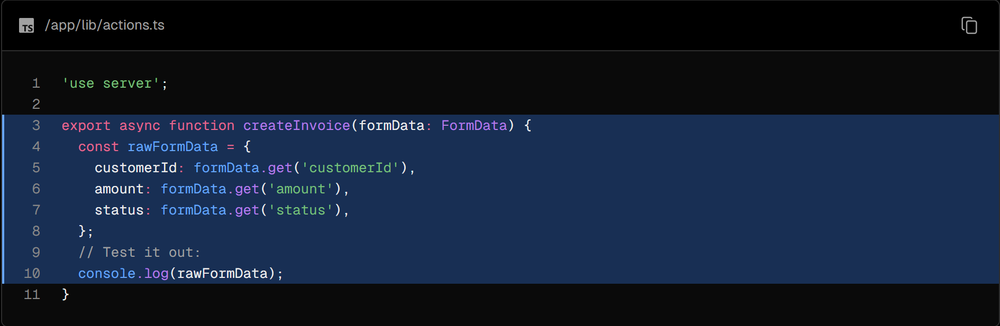 TS /app/lib/actions.ts
1 'use server';
2
3 export async function createInvoice(formData: FormData) {
4   const rawFormData = {
5     customerId: formData.get('customerId'),
6     amount: formData.get('amount'),
7     status: formData.get('status'),
8   };
9   // Test it out:
10   console.log(rawFormData);
11 }